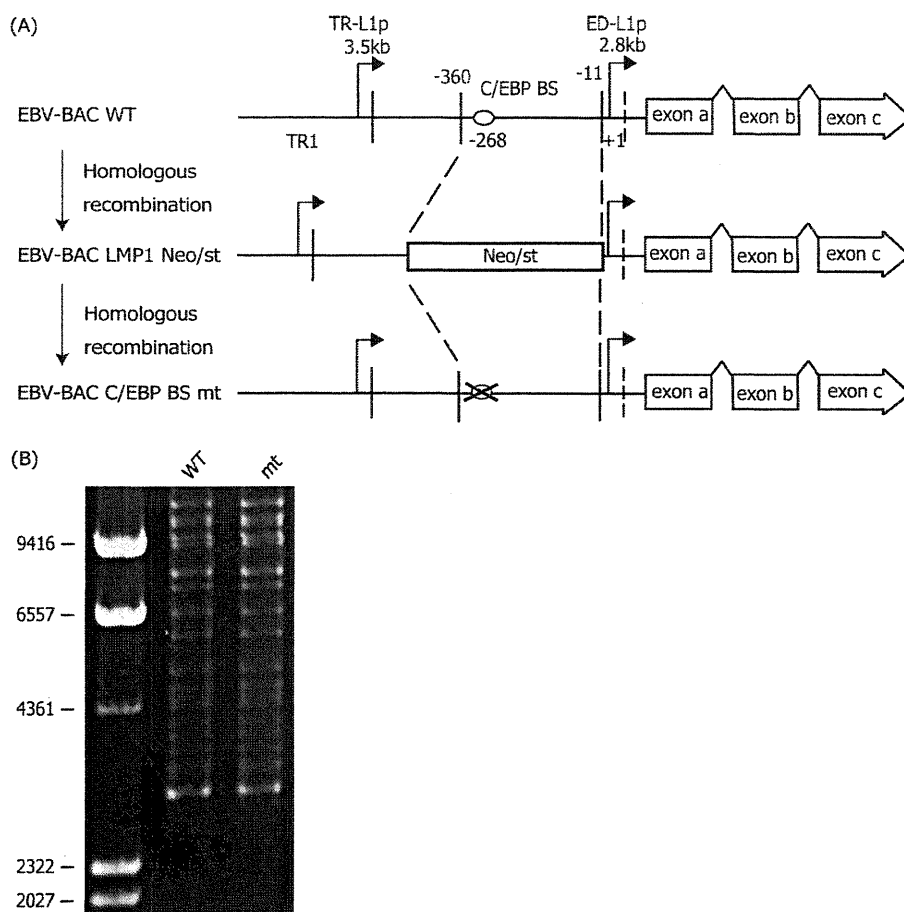 (A)
TR-L1p
3.5kb
ED-L1p
2.8kb
-360
C/EBP BS
-11
EBV-BAC WT
exon a
exon b
exon c
TR1
-268
+1
Homologous
recombination
EBV-BAC LMP1 Neo/st
Neo/st
exon a
exon b
exon c
Homologous
recombination
EBV-BAC C/EBP BS mt
exon a
exon b
exon c
(B)
WT
mt
9416
6557
4361
2322
2027